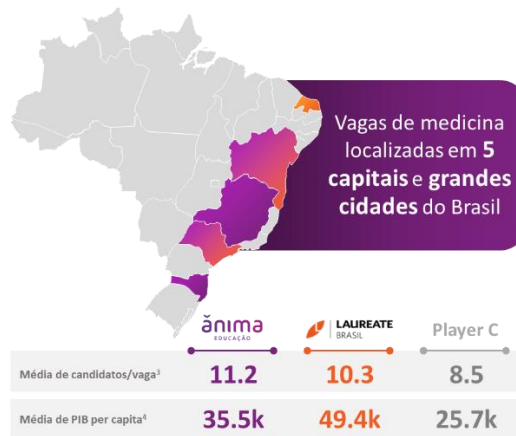 Vagas de medicina
localizadas em 5
capitais e grandes
cidades do Brasil
ănima
EDUCAÇÃO
LAUREATE
BRASIL
Player C
Média de candidatos/vaga³
11.2
10.3
8.5
Média de PIB per capita⁴
35.5k
49.4k
25.7k